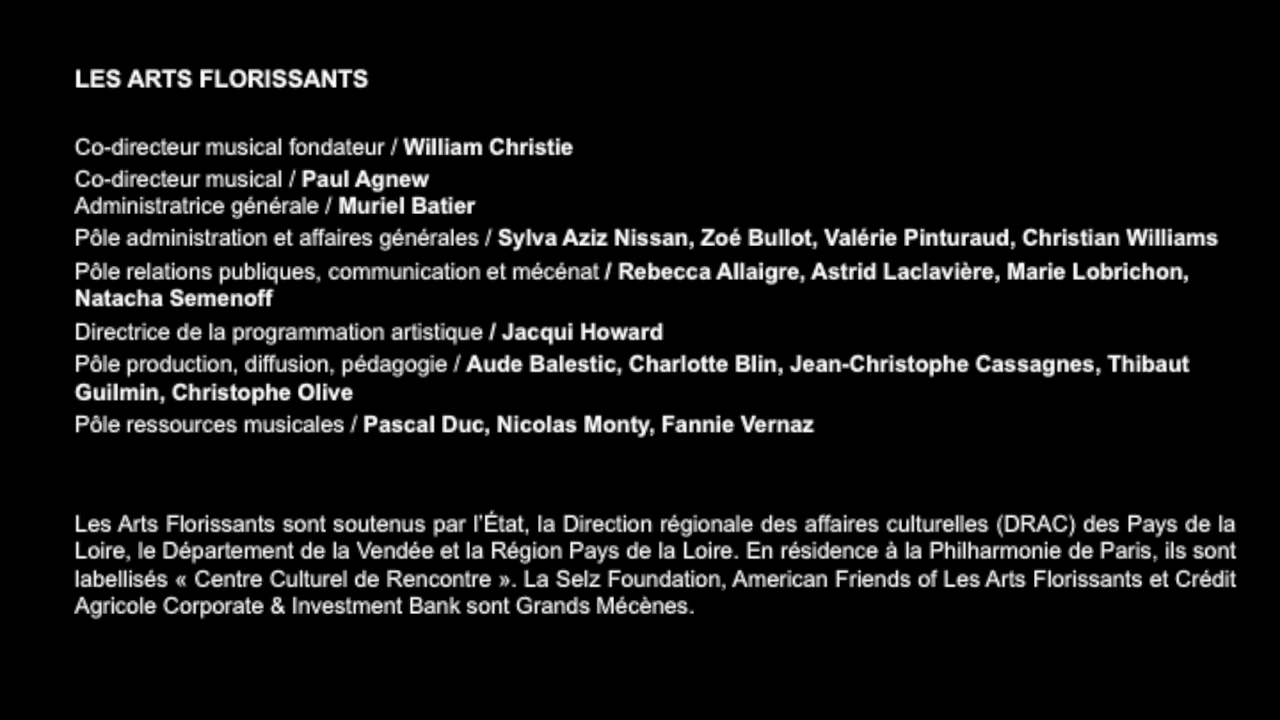 LES ARTS FLORISSANTS
Co-directeur musical fondateur / William Christie
Co-directeur musical / Paul Agnew
Administratrice générale / Muriel Batier
Pôle administration et affaires générales / Sylva Aziz Nissan, Zoé Bullot, Valérie Pinturaud, Christian Williams
Pôle relations publiques, communication et mécénat / Rebecca Allaigre, Astrid Laclavière, Marie Lobrichon,
Natacha Semenoff
Directrice de la programmation artistique / Jacqui Howard
Pôle production, diffusion, pédagogie / Aude Balestic, Charlotte Blin, Jean-Christophe Cassagnes, Thibaut
Guilmin, Christophe Olive
Pôle ressources musicales / Pascal Duc, Nicolas Monty, Fannie Vernaz
Les Arts Florissants sont soutenus par l'État, la Direction régionale des affaires culturelles (DRAC) des Pays de la
Loire, le Département de la Vendée et la Région Pays de la Loire. En résidence à la Philharmonie de Paris, ils sont
labellisés « Centre Culturel de Rencontre ». La Selz Foundation, American Friends of Les Arts Florissants et Crédit
Agricole Corporate & Investment Bank sont Grands Mécènes.